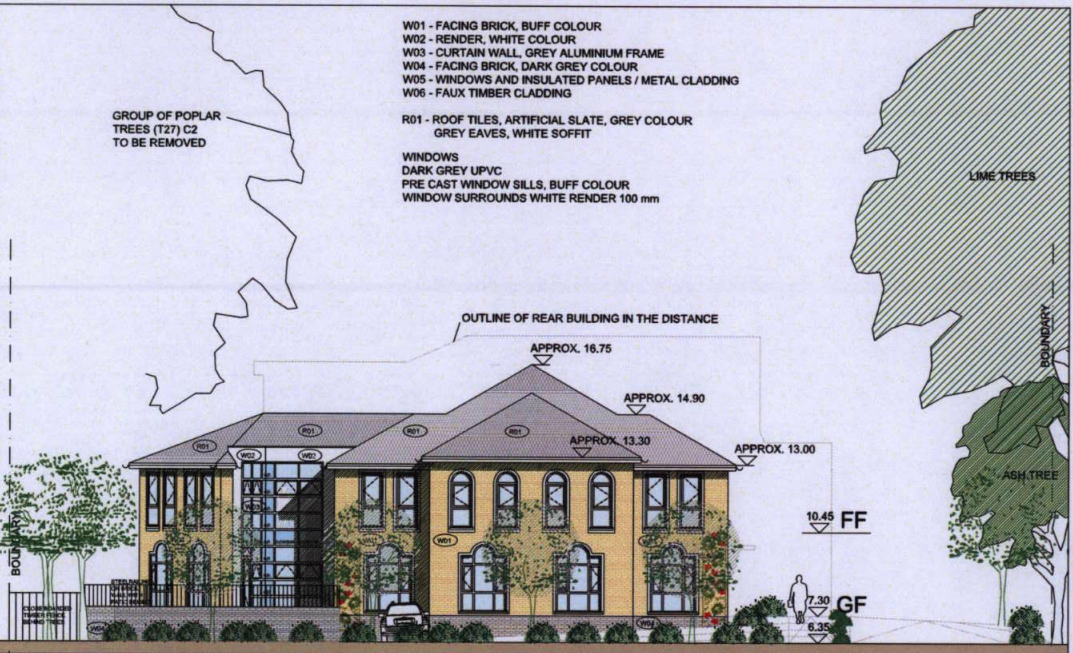 W01 - FACING BRICK, BUFF COLOUR
W02 - RENDER, WHITE COLOUR
W03 - CURTAIN WALL, GREY ALUMINIUM FRAME
W04 - FACING BRICK, DARK GREY COLOUR
W05 - WINDOWS AND INSULATED PANELS / METAL CLADDING
W06 - FAUX TIMBER CLADDING
R01 - ROOF TILES, ARTIFICIAL SLATE, GREY COLOUR
GREY EAVES, WHITE SOFFIT
WINDOWS
DARK GREY UPVC
PRE CAST WINDOW SILLS, BUFF COLOUR
WINDOW SURROUNDS WHITE RENDER 100 mm
GROUP OF POPLAR
TREES (T27) C2
TO BE REMOVED
LIME TREES
BOUNDARY
OUTLINE OF REAR BUILDING IN THE DISTANCE
APPROX. 16.75
APPROX. 14.90
APPROX. 13.30
APPROX. 13.00
R01
R01
R01
R01
W02
W02
W03
W01
ASH TREE
10.45 FF
7.30 GF
6.35
BOUNDARY
W04